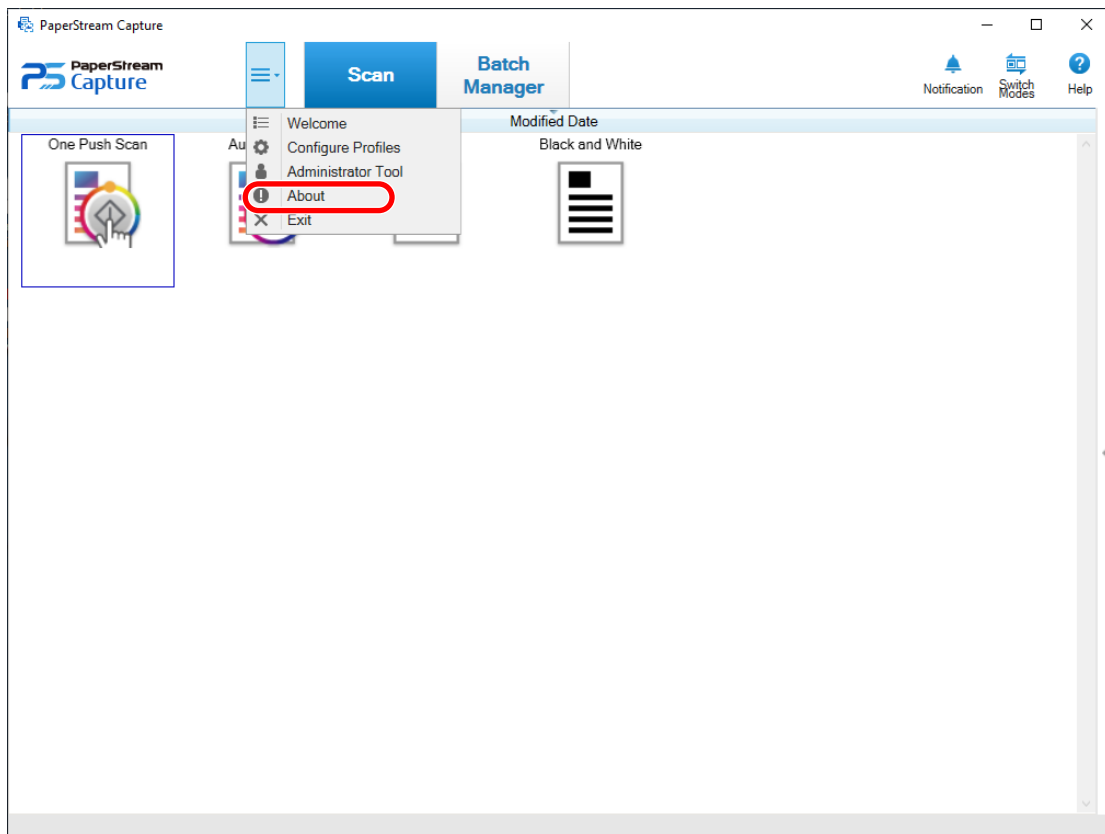 PaperStream Capture
PaperStream
Capture
Scan
Batch
Manager
Notification
Switch
Modes
Help
Welcome
Configure Profiles
Administrator Tool
About
Exit
Modified Date
One Push Scan
Au
Black and White